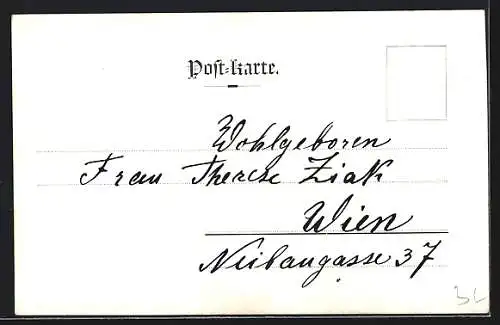 Post-Karte.
Wohlgeboren
Frau Therese Ziak
Wien
Neubaugasse 37